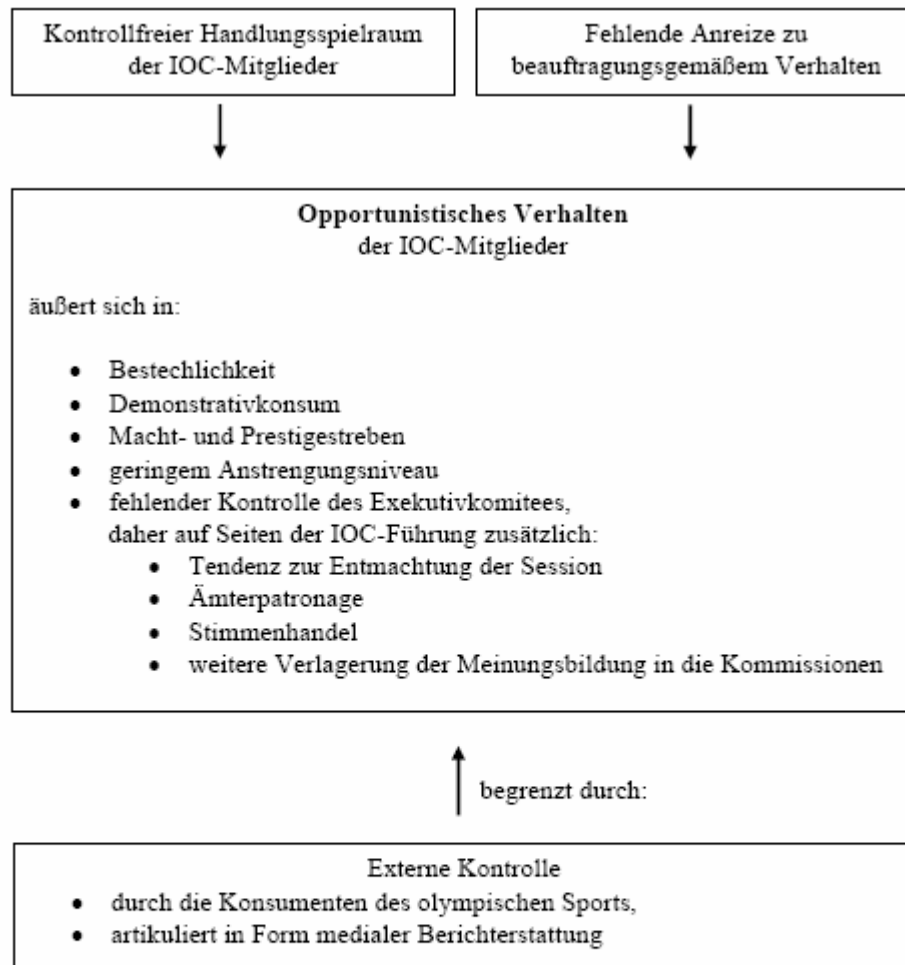 Kontrollfreier Handlungsspielraum
der IOC-Mitglieder
Fehlende Anreize zu
beauftragungsgemäßem Verhalten
Opportunistisches Verhalten
der IOC-Mitglieder
äußert sich in:
• Bestechlichkeit
• Demonstrativkonsum
• Macht- und Prestigestreben
• geringem Anstrengungsniveau
• fehlender Kontrolle des Exekutivkomitees,
daher auf Seiten der IOC-Führung zusätzlich:
• Tendenz zur Entmachtung der Session
• Ämterpatronage
• Stimmenhandel
• weitere Verlagerung der Meinungsbildung in die Kommissionen
begrenzt durch:
Externe Kontrolle
• durch die Konsumenten des olympischen Sports,
• artikuliert in Form medialer Berichterstattung